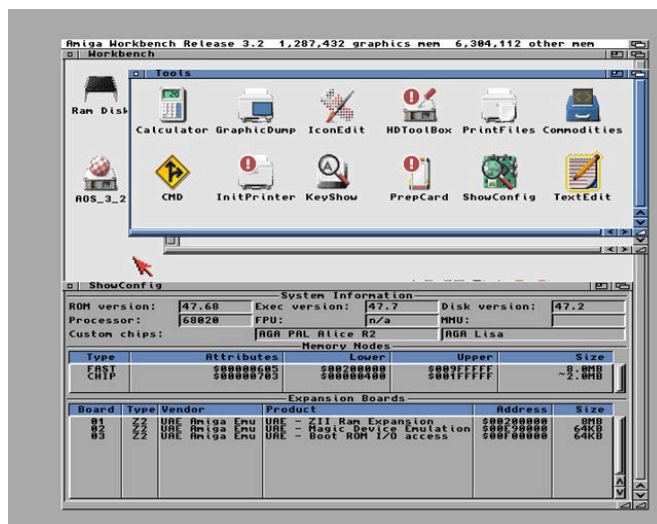 Amiga Workbench Release 3.2 1,287,432 graphics mem 6,304,112 other mem
Workbench
Tools
Ram Disk
Calculator GraphicDump IconEdit HDToolBox PrintFiles Commodities
AOS_3_2
CMD InitPrinter KeyShow PrepCard ShowConfig TextEdit
ShowConfig
System Information
ROM version: 47.68 Exec version: 47.7 Disk version: 47.2
Processor: 68020 FPU: n/a MMU:
Custom chips: AGA PAL Alice R2 AGA Lisa
Memory Nodes
Type Attributes Lower Upper Size
FAST $00000605 $00200000 $009FFFFF ~8.0MB
CHIP $00000703 $00000400 $001FFFFF ~2.0MB
Expansion Boards
Board Type Vendor Product Address Size
01 Z2 UAE Amiga Emu UAE - ZII Ram Expansion $00200000 8MB
02 Z2 UAE Amiga Emu UAE - Magic Device Emulation $00E90000 64KB
03 Z2 UAE Amiga Emu UAE - Boot ROM I/O access $00F00000 64KB